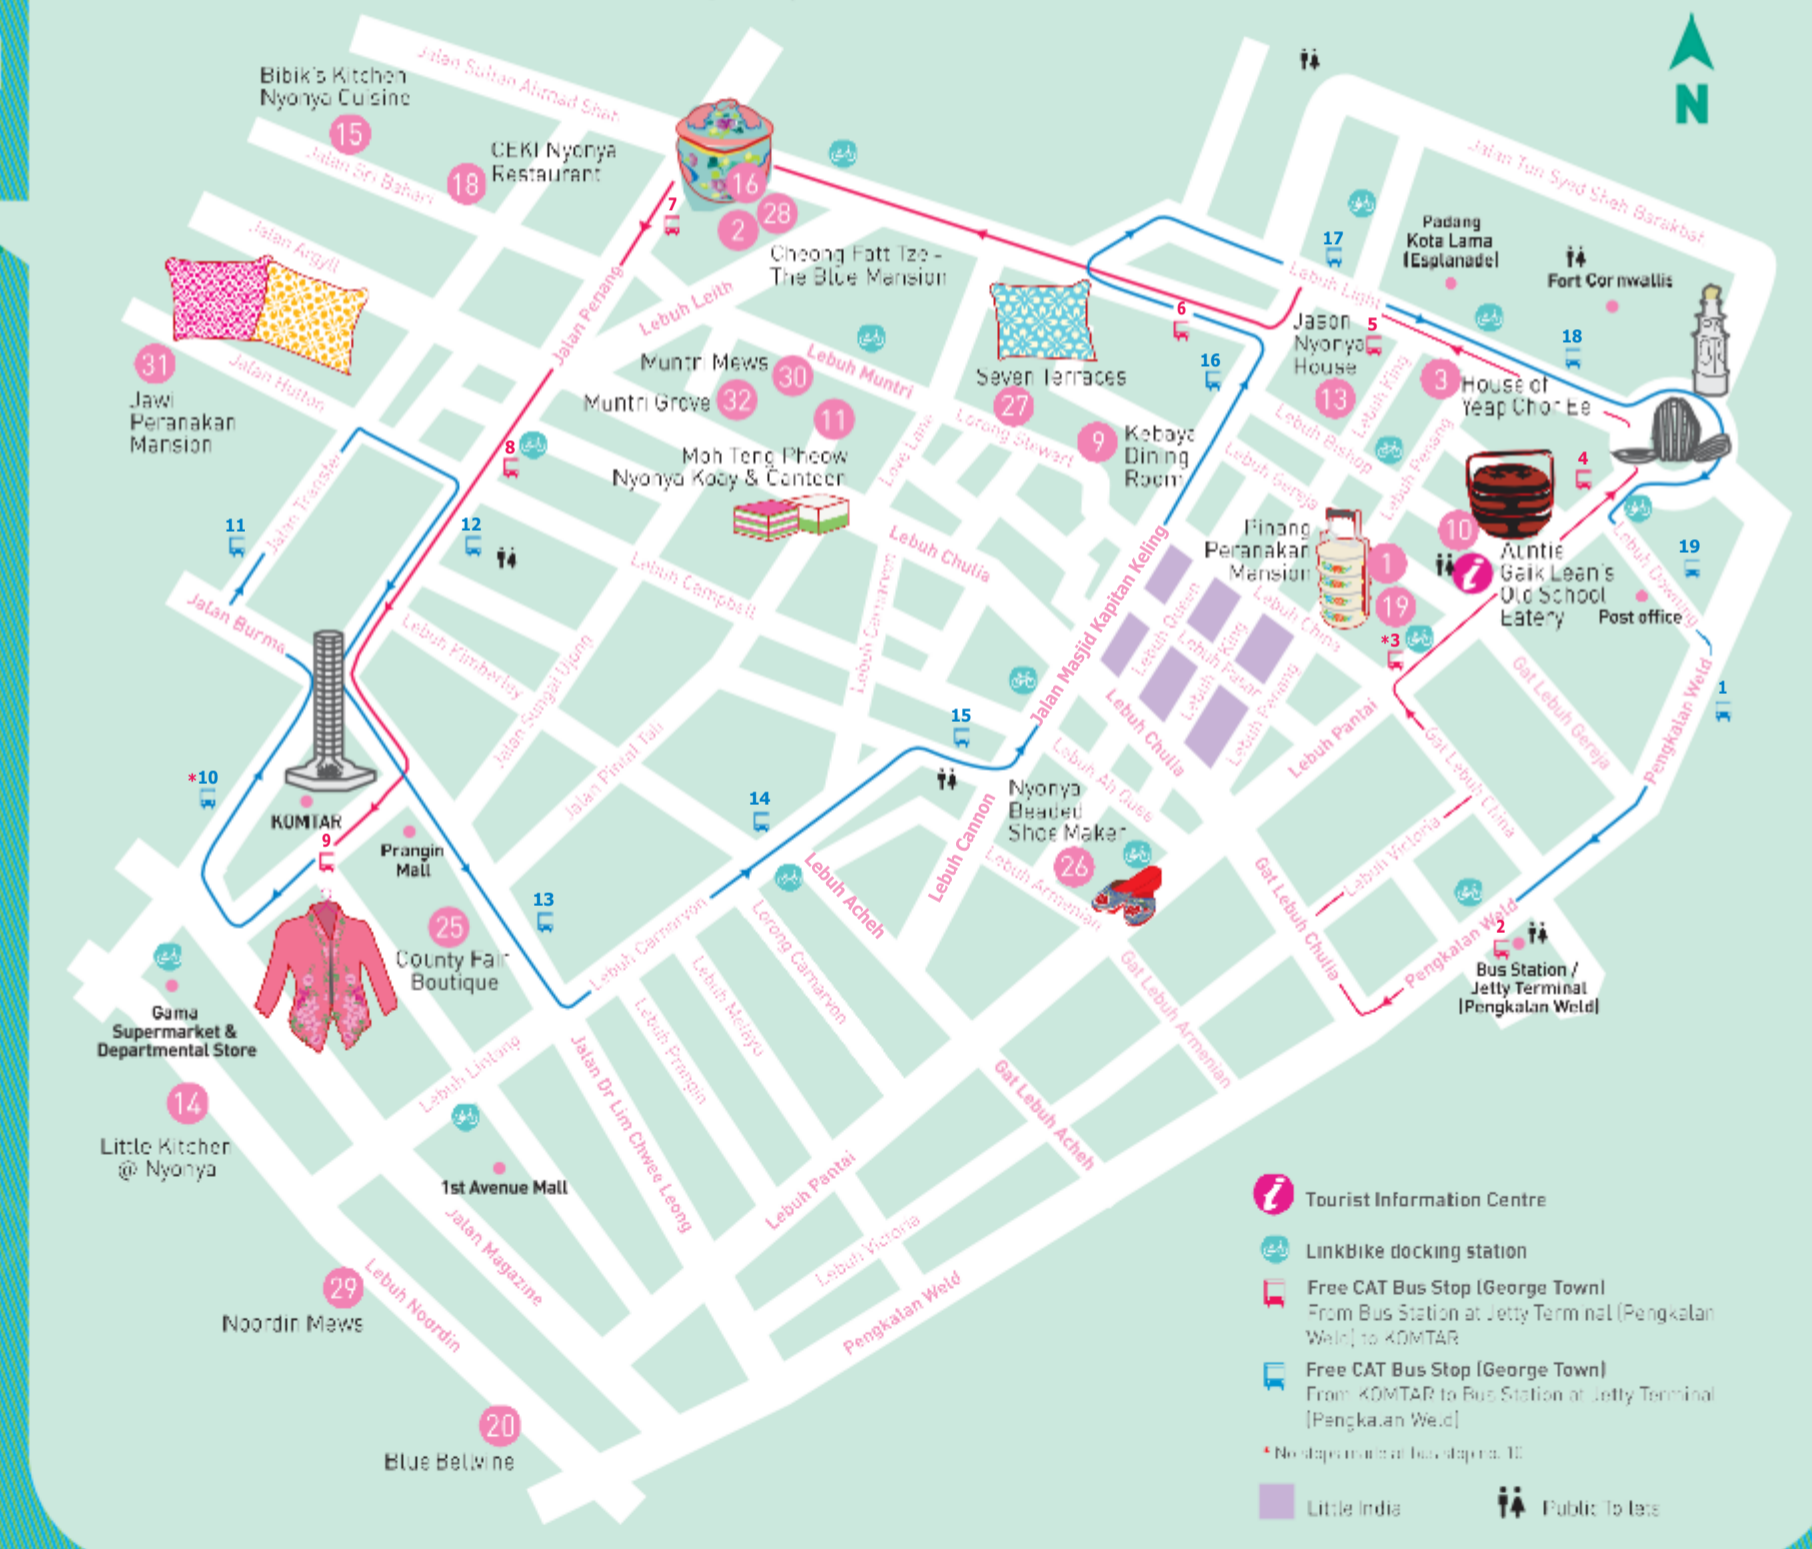 Jalan Sultan Ahmad Shah
Bibik's Kitchen
Nyonya Cuisine
15
Jalan Sri Bahari
18
CEKI Nyonya
Restaurant
16
28
2
7
Cheong Fatt Tze -
The Blue Mansion
Jalan Argyll
Jalan Penang
Lebuh Leith
31
Jawi
Peranakan
Mansion
Jalan Hutton
Muntri Mews
30
Muntri Grove
32
11
Lebuh Muntri
Moh Teng Pheow
Nyonya Koay & Canteen
Seven Terraces
27
Love Lane
Lorong Stewart
9
Kebaya
Dining
Room
6
16
17
N
Jalan Tun Syed Sheh Barakbah
Padang
Kota Lama
(Esplanade)
Fort Cornwallis
Lebuh Light
5
18
Jason
Nyonya
House
13
Lebuh King
3
House of
Yeap Chor Ee
Lebuh Bishop
Lebuh Penang
Lebuh Gereja
4
10
Auntie
Gaik Lean's
Old School
Eatery
19
Lebuh Downing
Post office
Pinang
Peranakan
Mansion
1
19
*3
i
Lebuh China
Jalan Transfer
11
12
8
Jalan Burma
Lebuh Chulia
Lebuh Campbell
Lebuh Carnarvon
Lebuh Kimberley
Jalan Sungai Ujong
Jalan Pintal Tali
Jalan Masjid Kapitan Keling
Lebuh Queen
Lebuh King
Lebuh Pasar
Lebuh
Lebuh Penang
Lebuh Chulia
Lebuh Pantai
Gat Lebuh Gereja
Gat Lebuh China
Pengkalan Weld
1
*10
KOMTAR
9
Prangin
Mall
13
14
15
Nyonya
Beaded
Shoe Maker
26
Lebuh Ah Quee
Lebuh Cannon
Lebuh Armenian
Lebuh Acheh
Lebuh Victoria
Gat Lebuh Chulia
Pengkalan Weld
2
Bus Station /
Jetty Terminal
(Pengkalan Weld)
25
County Fair
Boutique
Gama
Supermarket &
Departmental Store
14
Little Kitchen
@ Nyonya
Lebuh Carnarvon
Lorong Carnarvon
Lebuh Melayu
Lebuh Prangin
Lebuh Lintang
Jalan Dr Lim Chwee Leong
Gat Lebuh Armenian
Gat Lebuh Acheh
1st Avenue Mall
Jalan Magazine
Lebuh Pantai
Lebuh Victoria
Pengkalan Weld
29
Noordin Mews
Lebuh Noordin
20
Blue Bellvine
i
Tourist Information Centre
LinkBike docking station
Free CAT Bus Stop (George Town)
From Bus Station at Jetty Terminal (Pengkalan
Weld) to KOMTAR
Free CAT Bus Stop (George Town)
From KOMTAR to Bus Station at Jetty Terminal
(Pengkalan Weld)
* No stops made at bus stop no. 10
Little India
Public Toilets